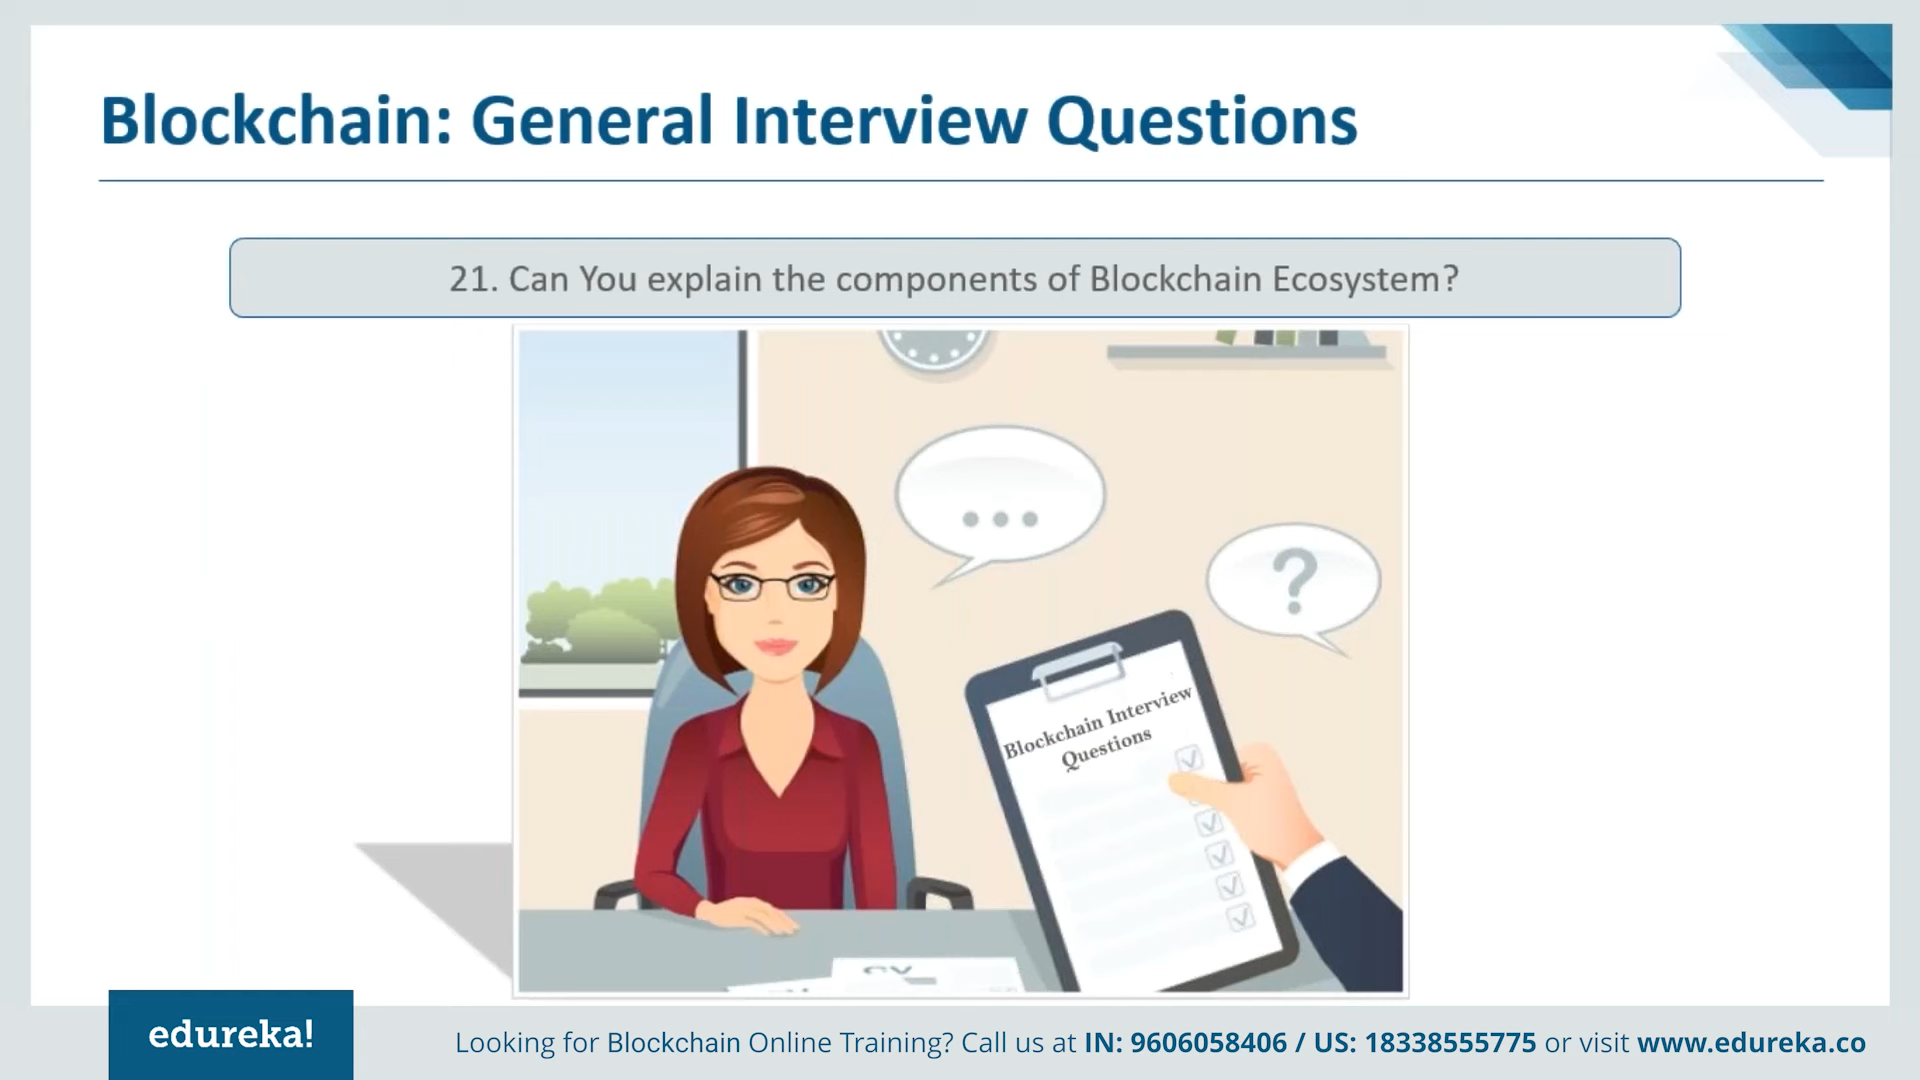 Blockchain: General Interview Questions
21. Can You explain the components of Blockchain Ecosystem?
...
?
Blockchain Interview
Questions
CV
edureka!
Looking for Blockchain Online Training? Call us at IN: 9606058406 / US: 18338555775 or visit www.edureka.co